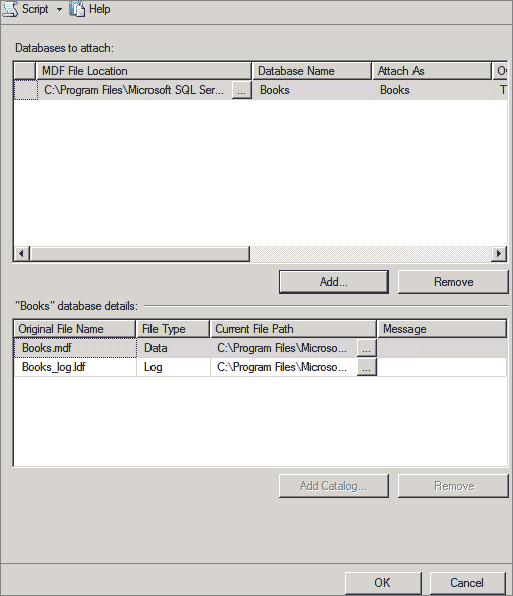 Script Help
Databases to attach:
MDF File Location Database Name Attach As
C:\Program Files\Microsoft SQL Ser... ... Books Books
Add... Remove
"Books" database details:
Original File Name File Type Current File Path Message
Books.mdf Data C:\Program Files\Microso... ...
Books_log.ldf Log C:\Program Files\Microso... ...
Add Catalog... Remove
OK Cancel